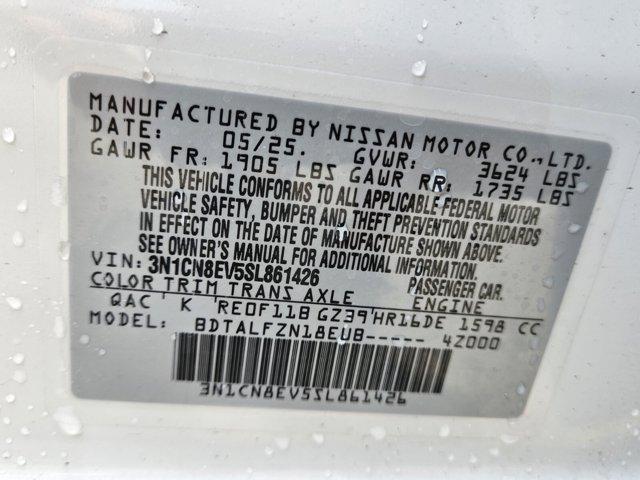 MANUFACTURED BY NISSAN MOTOR CO.,LTD.
DATE: 05/25. GVWR: 3624 LBS
GAWR FR: 1905 LBS GAWR RR: 1735 LBS
THIS VEHICLE CONFORMS TO ALL APPLICABLE FEDERAL MOTOR
VEHICLE SAFETY, BUMPER AND THEFT PREVENTION STANDARDS
IN EFFECT ON THE DATE OF MANUFACTURE SHOWN ABOVE.
SEE OWNER'S MANUAL FOR ADDITIONAL INFORMATION
VIN: 3N1CN8EV5SL861426 PASSENGER CAR.
COLOR TRIM TRANS AXLE ENGINE
QAC ' K ' RE0F11B GZ39'HR16DE 1598 CC
BDTALFZN18EUB----- 4Z000
3N1CN8EV5SL861426